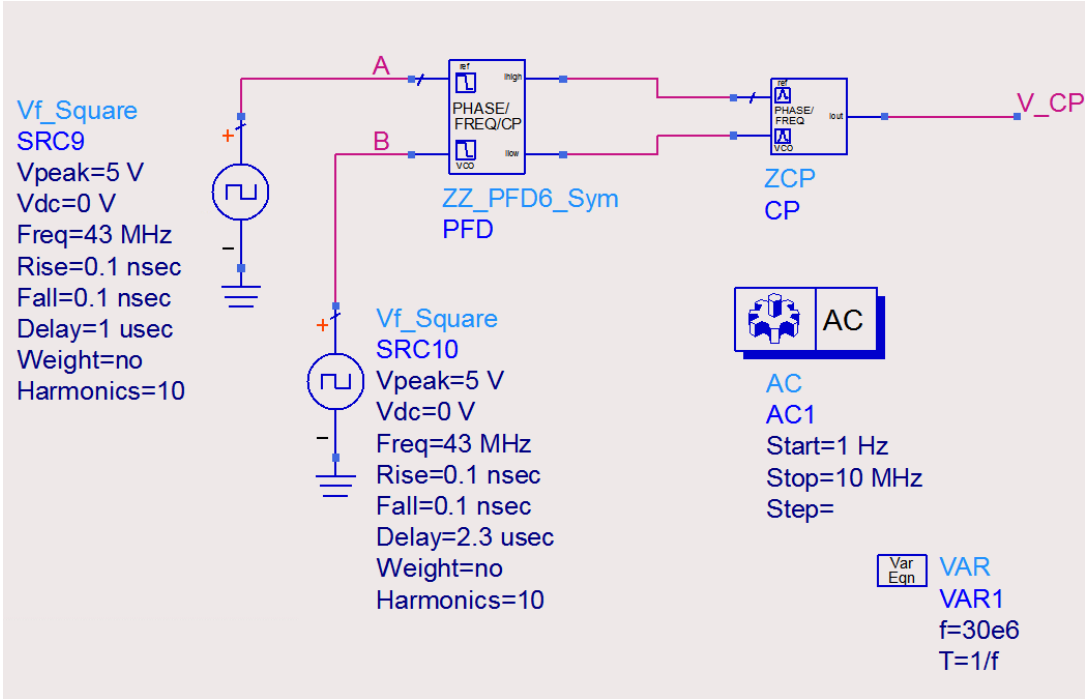 Vf_Square
SRC9
Vpeak=5 V
Vdc=0 V
Freq=43 MHz
Rise=0.1 nsec
Fall=0.1 nsec
Delay=1 usec
Weight=no
Harmonics=10
+
−
A
B
ref
Ihigh
PHASE/
FREQ/CP
Ilow
VCO
ZZ_PFD6_Sym
PFD
ref
PHASE/
FREQ
Iout
VCO
ZCP
CP
V_CP
Vf_Square
SRC10
Vpeak=5 V
Vdc=0 V
Freq=43 MHz
Rise=0.1 nsec
Fall=0.1 nsec
Delay=2.3 usec
Weight=no
Harmonics=10
+
−
AC
AC
AC1
Start=1 Hz
Stop=10 MHz
Step=
Var
Eqn
VAR
VAR1
f=30e6
T=1/f